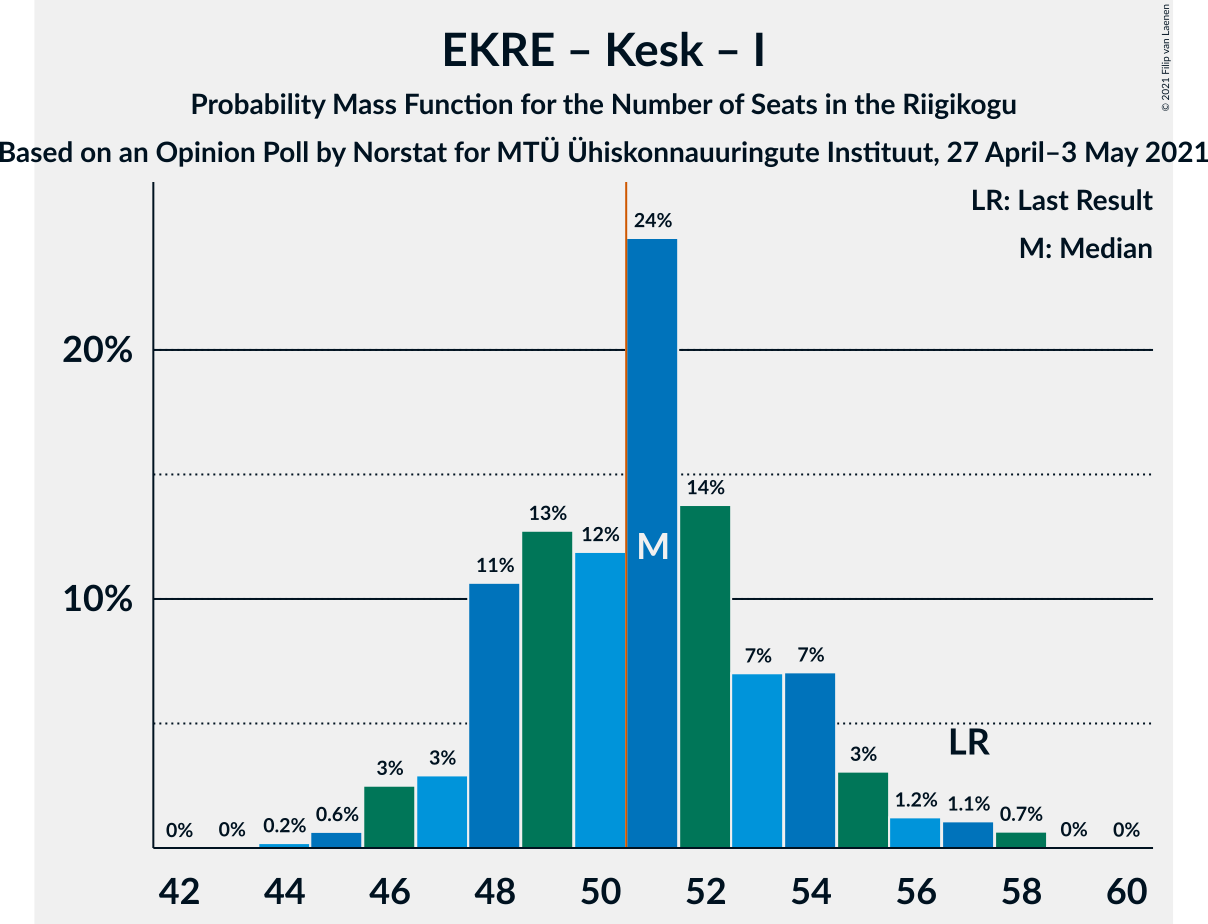 EKRE – Kesk – I
Probability Mass Function for the Number of Seats in the Riigikogu
Based on an Opinion Poll by Norstat for MTÜ Ühiskonnauuringute Instituut, 27 April–3 May 2021
© 2021 Filip van Laenen
LR: Last Result
M: Median
24%
20%
14%
13%
12%
11%
M
10%
7% 7%
LR
3% 3% 3%
0% 0% 0.2% 0.6% 1.2% 1.1% 0.7% 0% 0%
42 44 46 48 50 52 54 56 58 60